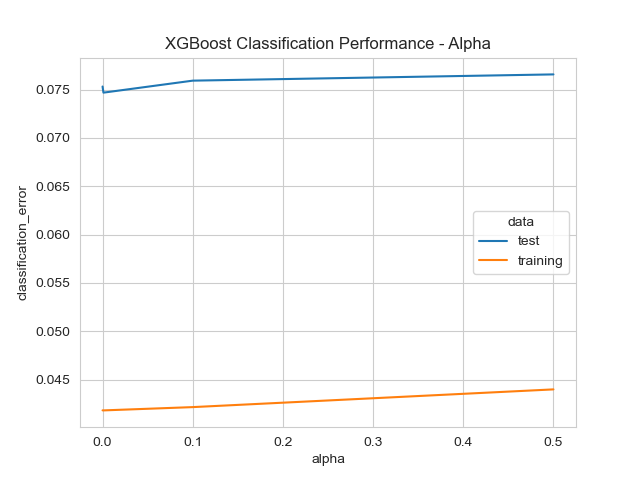 XGBoost Classification Performance - Alpha
0.075
0.070
0.065
0.060
0.055
0.050
0.045
classification_error
data
test
training
0.0 0.1 0.2 0.3 0.4 0.5
alpha